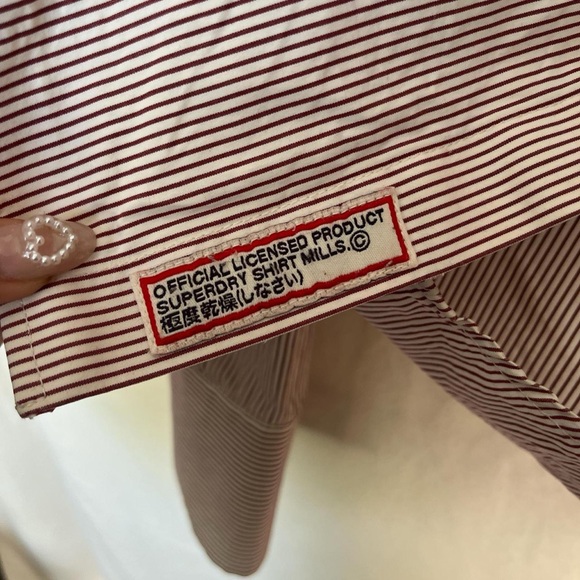 OFFICIAL LICENSED PRODUCT
SUPERDRY SHIRT MILLS.©
極度乾燥(しなさい)